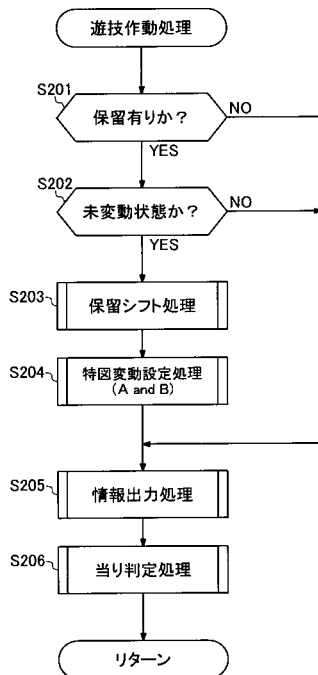 遊技作動処理
S201
保留有りか？
NO
YES
S202
未変動状態か？
NO
YES
S203
保留シフト処理
S204
特図変動設定処理
(A and B)
S205
情報出力処理
S206
当り判定処理
リターン